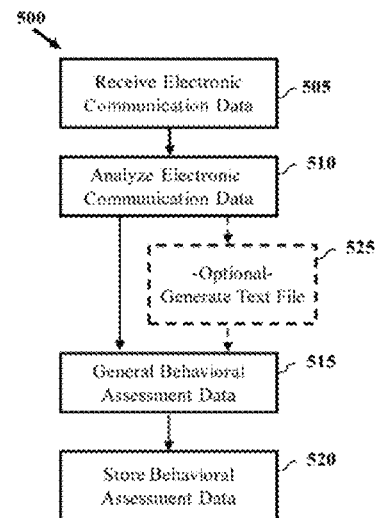 500
Receive Electronic
Communication Data
505
Analyze Electronic
Communication Data
510
-Optional-
Generate Text File
525
General Behavioral
Assessment Data
515
Store Behavioral
Assessment Data
520